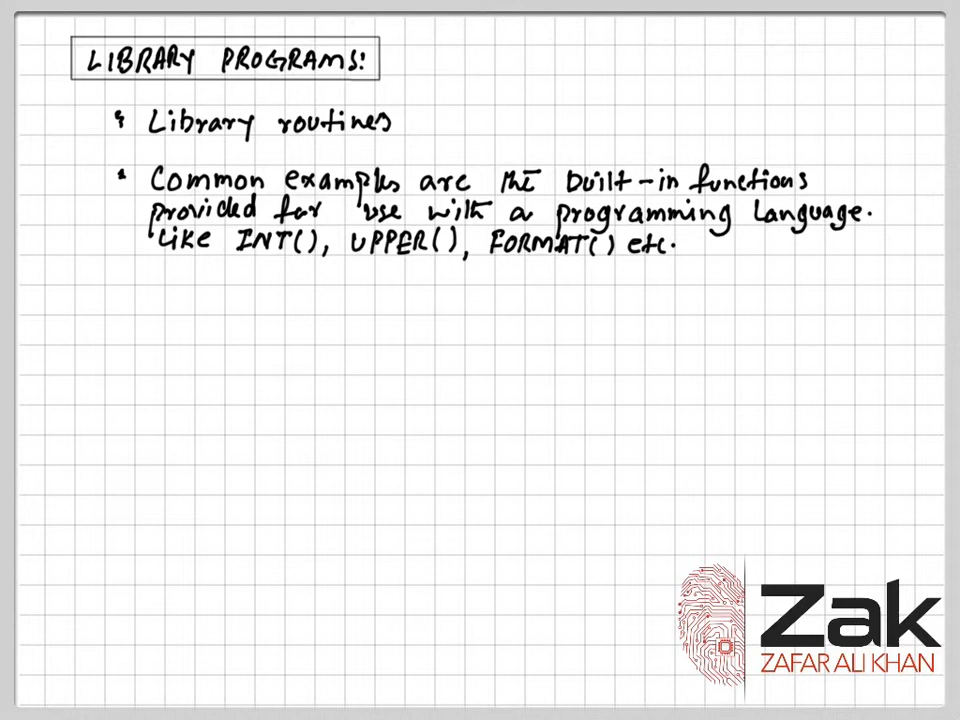 LIBRARY PROGRAMS:
Library routines
Common examples are the built-in functions
provided for use with a programming language.
Like INT(), UPPER(), FORMAT() etc.
Zak
ZAFAR ALI KHAN